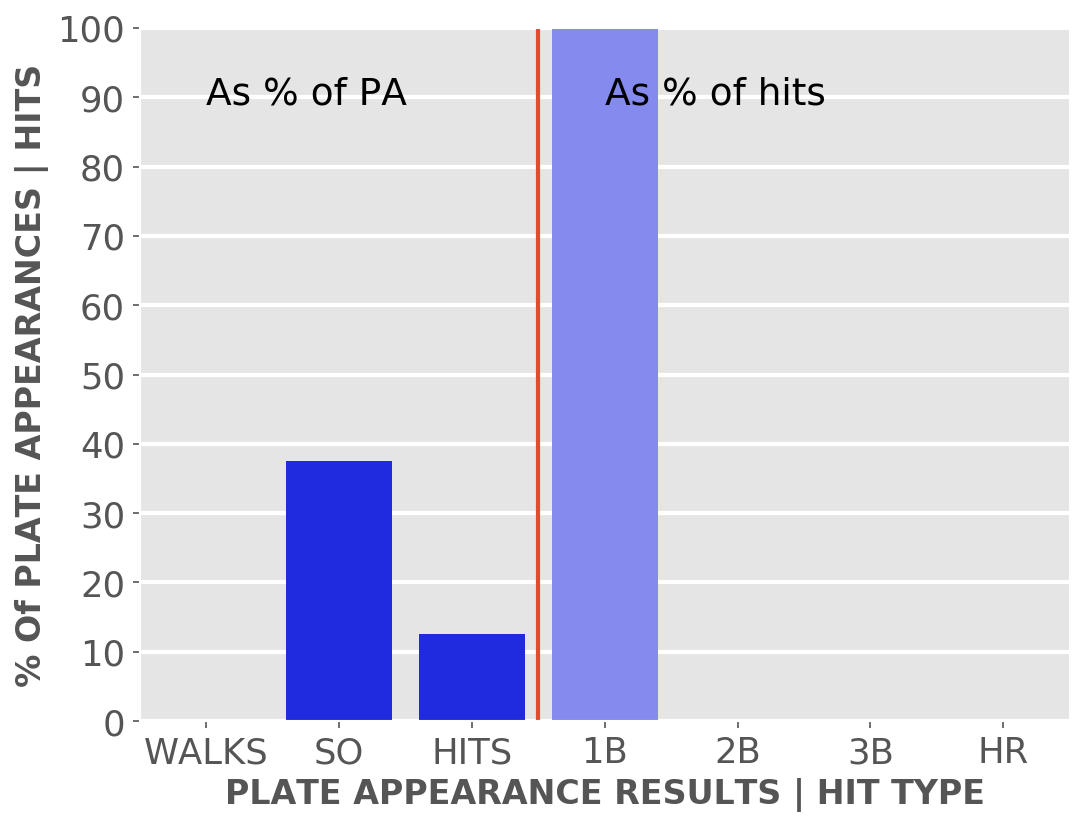 % Of PLATE APPEARANCES | HITS
100
90
80
70
60
50
40
30
20
10
0
As % of PA
As % of hits
WALKS SO HITS 1B 2B 3B HR
PLATE APPEARANCE RESULTS | HIT TYPE